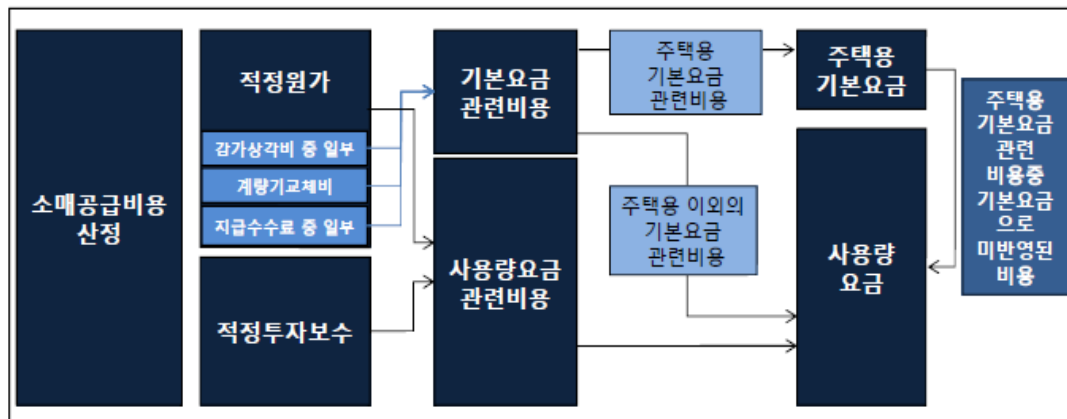 소매공급비용
산정
적정원가
감가상각비 중 일부
계량기교체비
지급수수료 중 일부
적정투자보수
기본요금
관련비용
사용량요금
관련비용
주택용
기본요금
관련비용
주택용 이외의
기본요금
관련비용
주택용
기본요금
사용량
요금
주택용
기본요금
관련
비용중
기본요금
으로
미반영된
비용